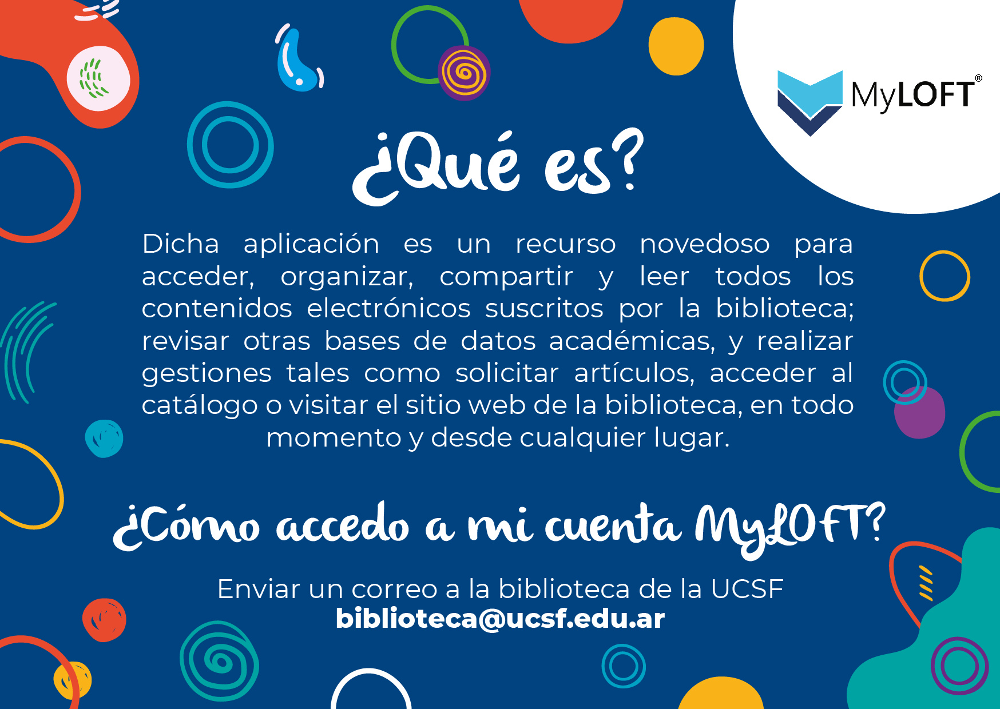 MyLOFT®
¿Qué es?
Dicha aplicación es un recurso novedoso para
acceder, organizar, compartir y leer todos los
contenidos electrónicos suscritos por la biblioteca;
revisar otras bases de datos académicas, y realizar
gestiones tales como solicitar artículos, acceder al
catálogo o visitar el sitio web de la biblioteca, en todo
momento y desde cualquier lugar.
¿Cómo accedo a mi cuenta MyLOFT?
Enviar un correo a la biblioteca de la UCSF
biblioteca@ucsf.edu.ar